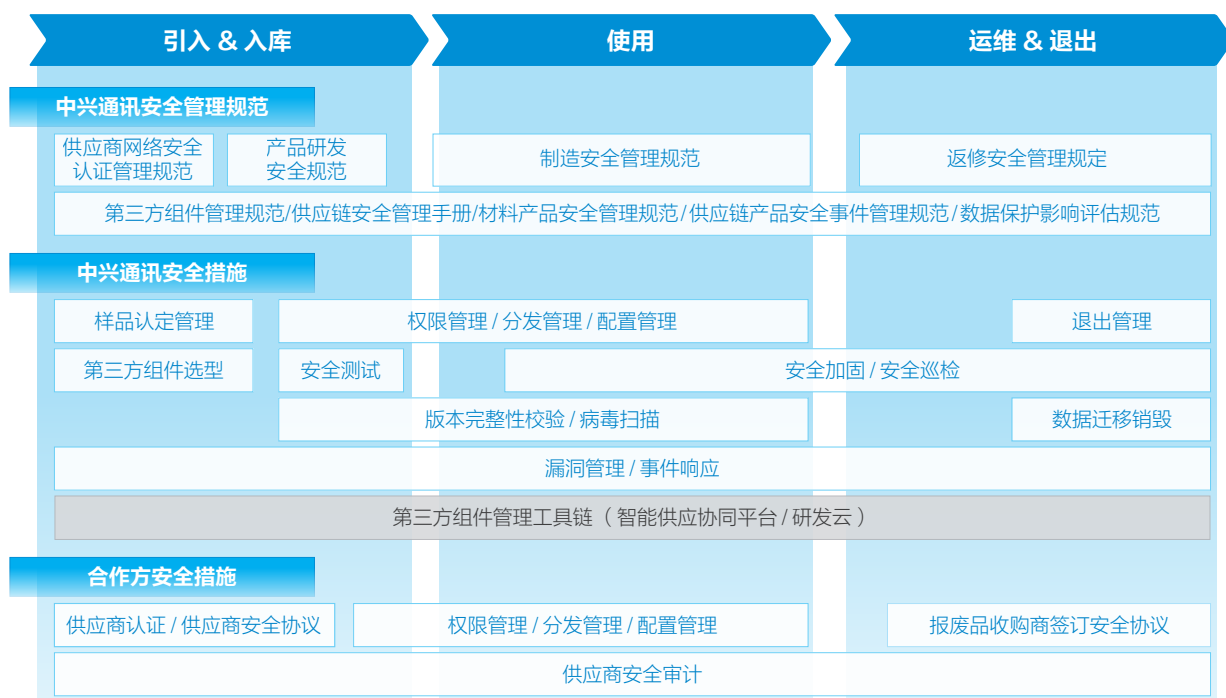 引入 & 入库
使用
运维 & 退出
中兴通讯安全管理规范
供应商网络安全
认证管理规范
产品研发
安全规范
制造安全管理规范
返修安全管理规定
第三方组件管理规范/供应链安全管理手册/材料产品安全管理规范/供应链产品安全事件管理规范/数据保护影响评估规范
中兴通讯安全措施
样品认定管理
权限管理 / 分发管理 / 配置管理
退出管理
第三方组件选型
安全测试
安全加固 / 安全巡检
版本完整性校验 / 病毒扫描
数据迁移销毁
漏洞管理 / 事件响应
第三方组件管理工具链（智能供应协同平台 / 研发云）
合作方安全措施
供应商认证 / 供应商安全协议
权限管理 / 分发管理 / 配置管理
报废品收购商签订安全协议
供应商安全审计